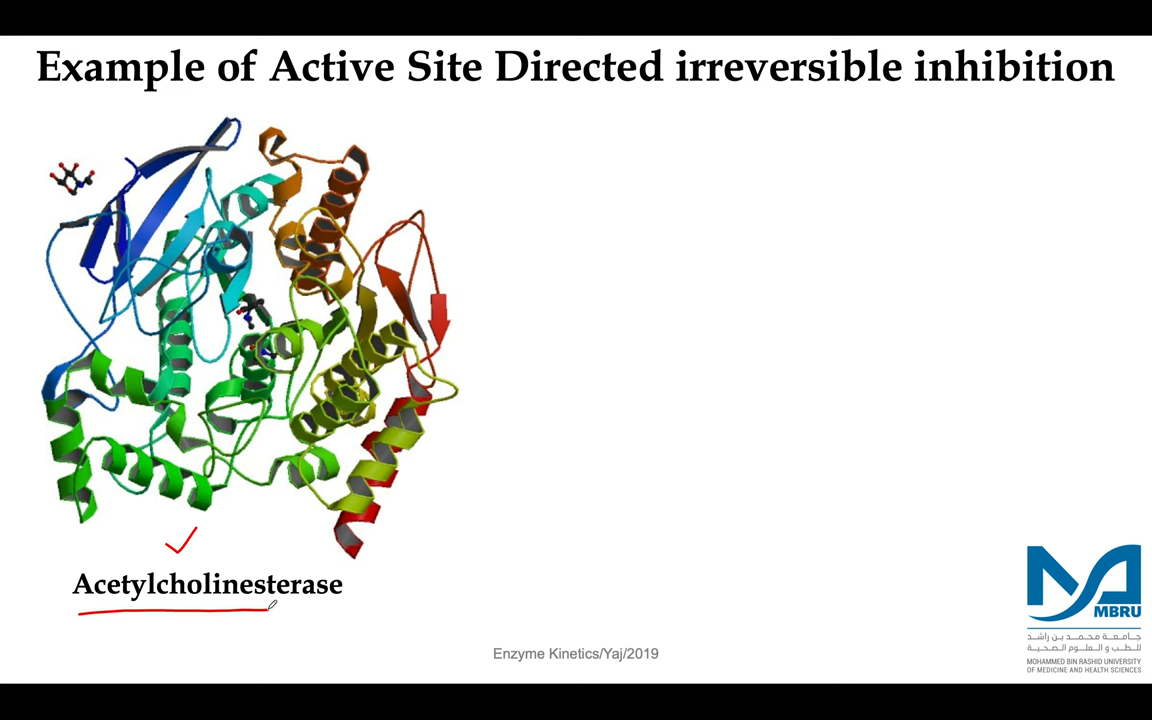 Example of Active Site Directed irreversible inhibition
Acetylcholinesterase
Enzyme Kinetics/Yaj/2019
MBRU
جامعة محمد بن راشد
للطب و العلوم الصحية
MOHAMMED BIN RASHID UNIVERSITY
OF MEDICINE AND HEALTH SCIENCES